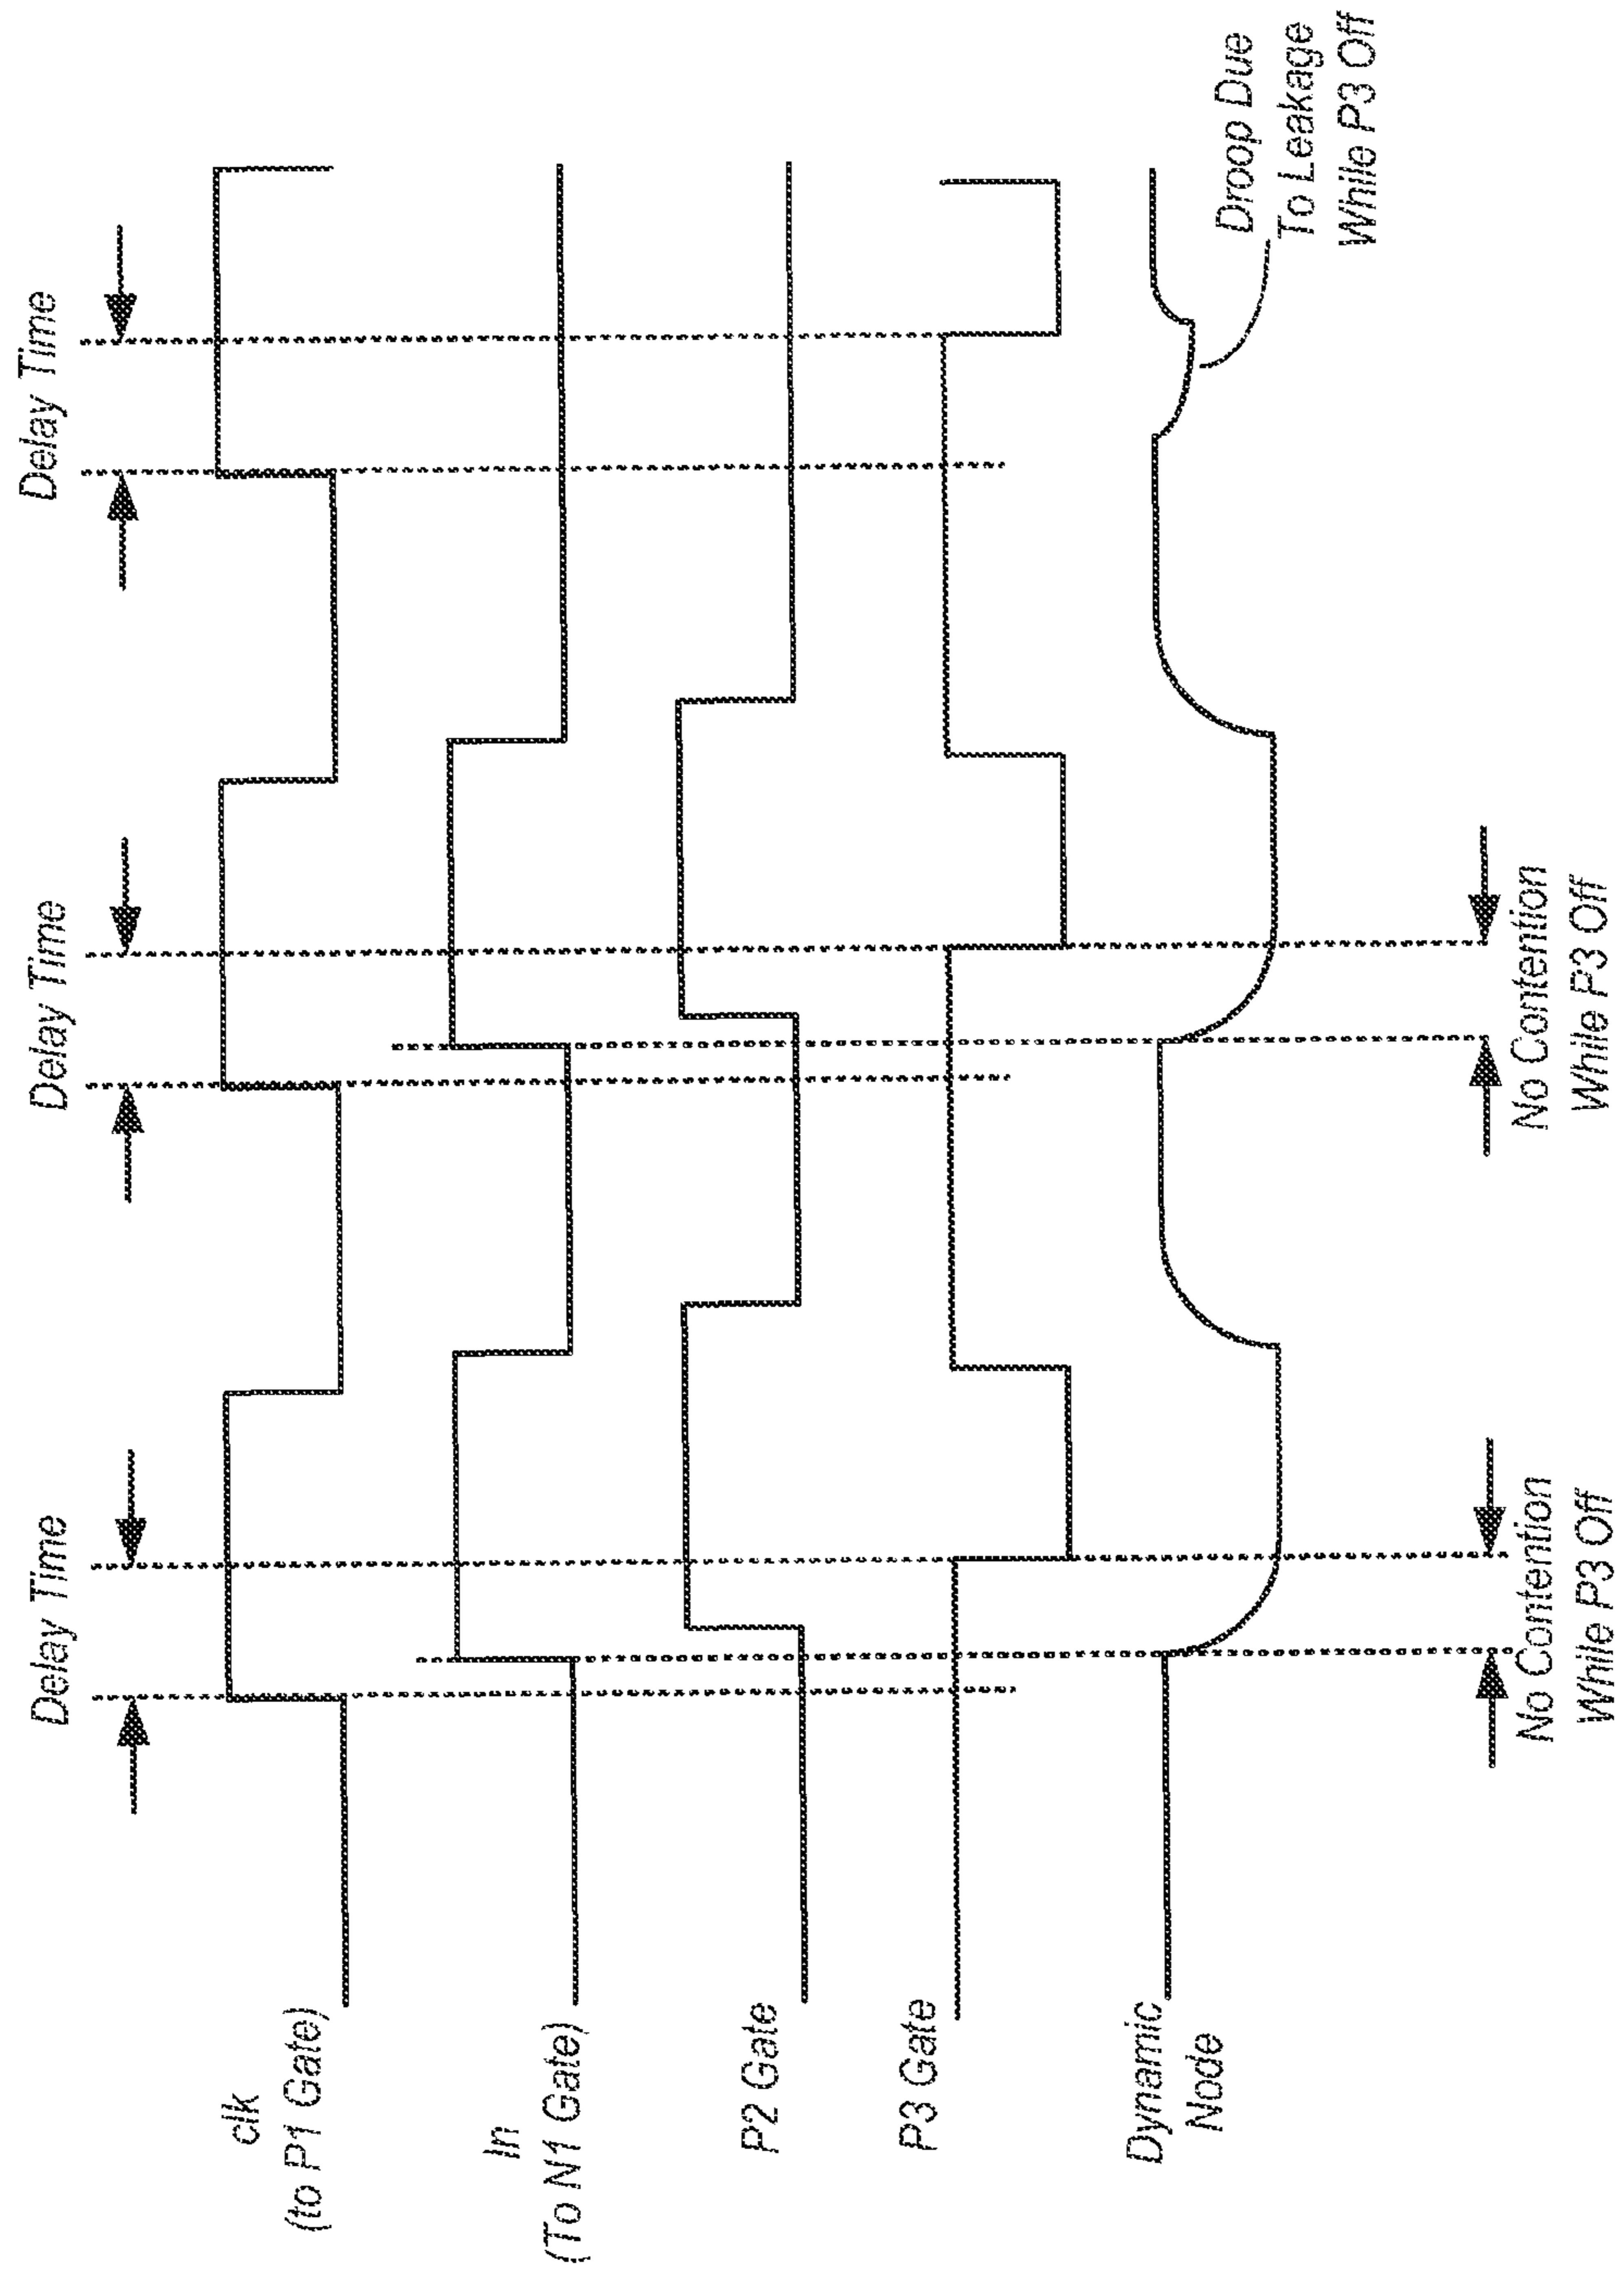 Delay Time
Delay Time
Delay Time
clk
(to P1 Gate)
In
(To N1 Gate)
P2 Gate
P3 Gate
Dynamic
Node
No Contention
While P3 Off
No Contention
While P3 Off
Droop Due
To Leakage
While P3 Off